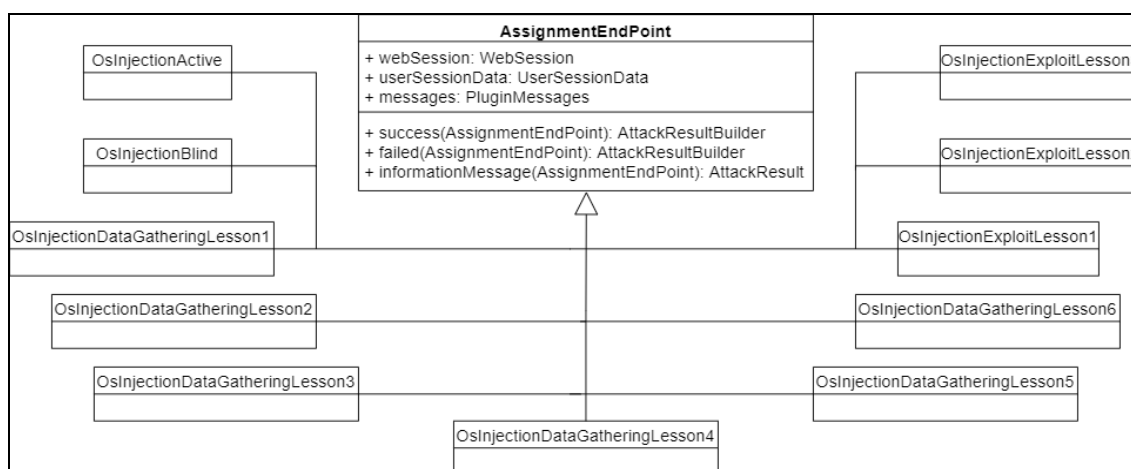 AssignmentEndPoint
+ webSession: WebSession
+ userSessionData: UserSessionData
+ messages: PluginMessages
+ success(AssignmentEndPoint): AttackResultBuilder
+ failed(AssignmentEndPoint): AttackResultBuilder
+ informationMessage(AssignmentEndPoint): AttackResult
OsInjectionActive
OsInjectionExploitLesson
OsInjectionBlind
OsInjectionExploitLesson
OsInjectionDataGatheringLesson1
OsInjectionExploitLesson1
OsInjectionDataGatheringLesson2
OsInjectionDataGatheringLesson6
OsInjectionDataGatheringLesson3
OsInjectionDataGatheringLesson5
OsInjectionDataGatheringLesson4